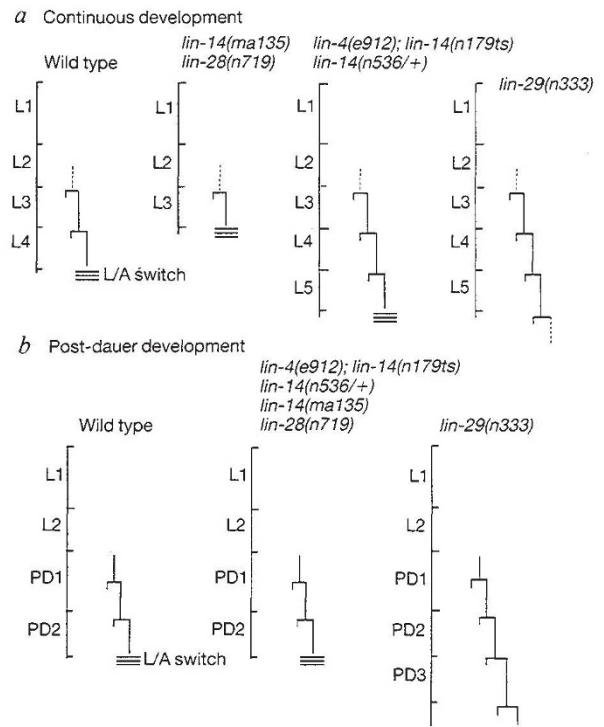 a Continuous development
Wild type
lin-14(ma135)
lin-28(n719)
lin-4(e912); lin-14(n179ts)
lin-14(n536/+)
lin-29(n333)
L1
L2
L3
L4
L/A switch
L1
L2
L3
L1
L2
L3
L4
L5
L1
L2
L3
L4
L5
b Post-dauer development
Wild type
lin-4(e912); lin-14(n179ts)
lin-14(n536/+)
lin-14(ma135)
lin-28(n719)
lin-29(n333)
L1
L2
PD1
PD2
L/A switch
L1
L2
PD1
PD2
L1
L2
PD1
PD2
PD3